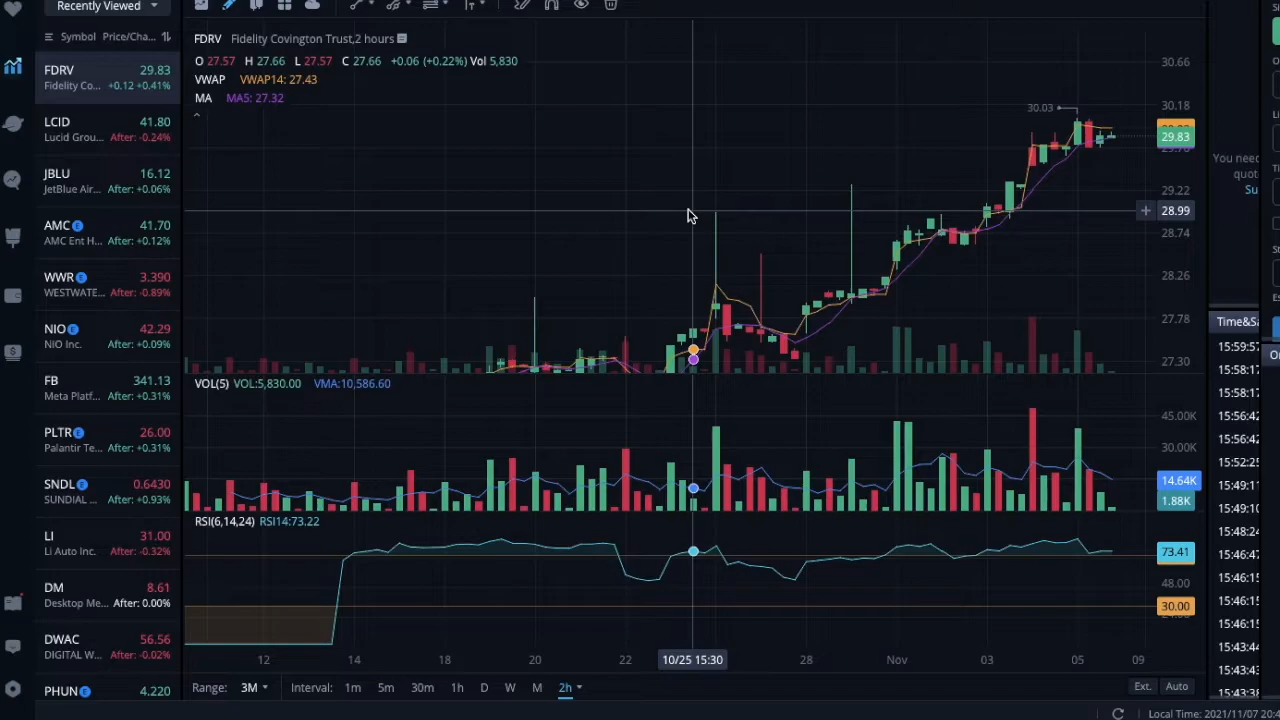 Recently Viewed
Symbol Price/Cha...
FDRV 29.83
Fidelity Co... +0.12 +0.41%
LCID 41.80
Lucid Grou... After: -0.24%
JBLU 16.12
JetBlue Air... After: +0.06%
AMC E 41.70
AMC Ent H... After: +0.12%
WWR E 3.390
WESTWATE... After: -0.89%
NIO E 42.29
NIO Inc. After: +0.09%
FB 341.13
Meta Platf... After: +0.31%
PLTR E 26.00
Palantir Te... After: +0.31%
SNDL E 0.6430
SUNDIAL ... After: +0.93%
LI 31.00
Li Auto Inc. After: -0.32%
DM 8.61
Desktop Me... After: 0.00%
DWAC 56.56
DIGITAL W... After: -0.02%
PHUN E 4.220
FDRV Fidelity Covington Trust,2 hours
O 27.57 H 27.66 L 27.57 C 27.66 +0.06 (+0.22%) Vol 5,830
VWAP VWAP14: 27.43
MA MA5: 27.32
30.03
30.66
30.18
29.83
29.22
28.99
28.74
28.26
27.78
27.30
VOL(5) VOL:5,830.00 VMA:10,586.60
45.00K
30.00K
14.64K
1.88K
RSI(6,14,24) RSI14:73.22
73.41
48.00
30.00
12 14 18 20 22 10/25 15:30 28 Nov 03 05 09
Range: 3M Interval: 1m 5m 30m 1h D W M 2h Ext. Auto
Local Time: 2021/11/07 20:4
You need
quot
Su
Time&Sa
15:59:57
15:58:17
15:58:17
15:56:42
15:56:42
15:52:25
15:49:11
15:49:10
15:48:24
15:46:47
15:46:15
15:46:15
15:46:15
15:43:44
15:43:43
15:43:38